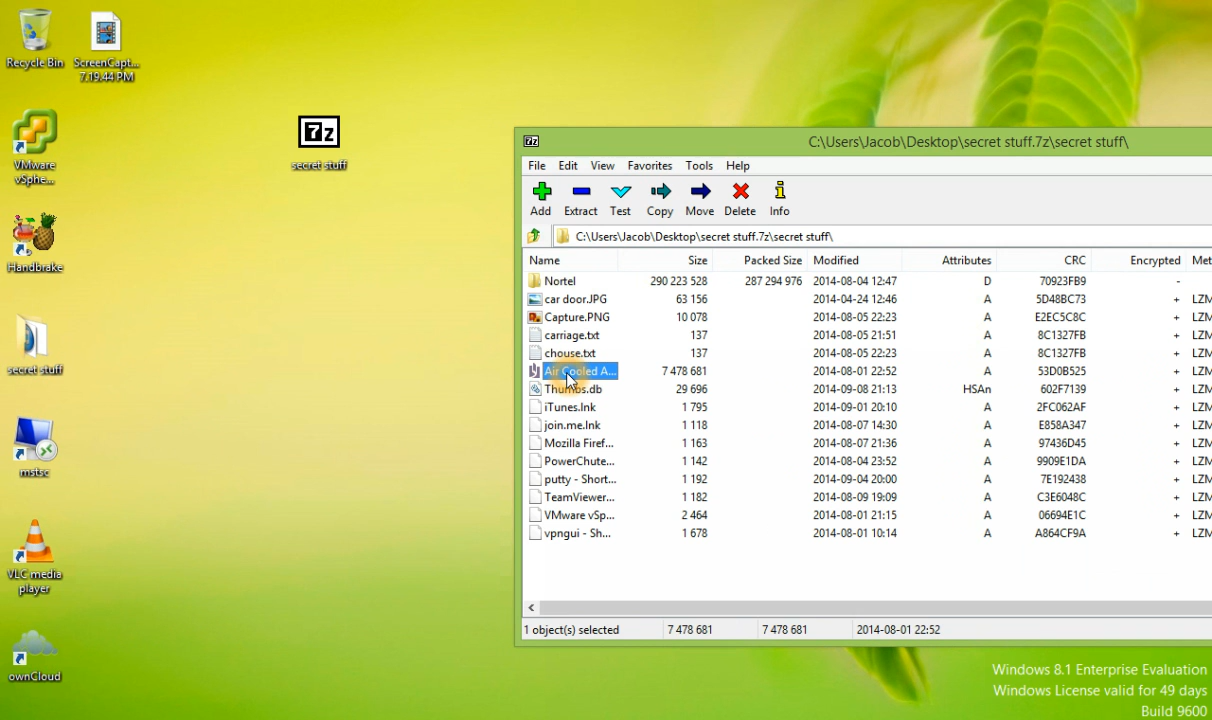 Recycle Bin
ScreenCapt...
7.19.44 PM
VMware
vSphe...
Handbrake
secret stuff
mstsc
VLC media
player
ownCloud
7z
secret stuff
7z
C:\Users\Jacob\Desktop\secret stuff.7z\secret stuff\
File Edit View Favorites Tools Help
Add Extract Test Copy Move Delete Info
C:\Users\Jacob\Desktop\secret stuff.7z\secret stuff\
Name Size Packed Size Modified Attributes CRC Encrypted Met
Nortel 290 223 528 287 294 976 2014-08-04 12:47 D 70923FB9 -
car door.JPG 63 156 2014-04-24 12:46 A 5D48BC73 + LZM
Capture.PNG 10 078 2014-08-05 22:23 A E2EC5C8C + LZM
carriage.txt 137 2014-08-05 21:51 A 8C1327FB + LZM
chouse.txt 137 2014-08-05 22:23 A 8C1327FB + LZM
Air Cooled A... 7 478 681 2014-08-01 22:52 A 53D0B525 + LZM
Thumbs.db 29 696 2014-09-08 21:13 HSAn 602F7139 + LZM
iTunes.lnk 1 795 2014-09-01 20:10 A 2FC062AF + LZM
join.me.lnk 1 118 2014-08-07 14:30 A E858A347 + LZM
Mozilla Firef... 1 163 2014-08-07 21:36 A 97436D45 + LZM
PowerChute... 1 142 2014-08-04 23:52 A 9909E1DA + LZM
putty - Short... 1 192 2014-09-04 20:00 A 7E192438 + LZM
TeamViewer... 1 182 2014-08-09 19:09 A C3E6048C + LZM
VMware vSp... 2 464 2014-08-01 21:15 A 06694E1C + LZM
vpngui - Sh... 1 678 2014-08-01 10:14 A A864CF9A + LZM
1 object(s) selected 7 478 681 7 478 681 2014-08-01 22:52
Windows 8.1 Enterprise Evaluation
Windows License valid for 49 days
Build 9600